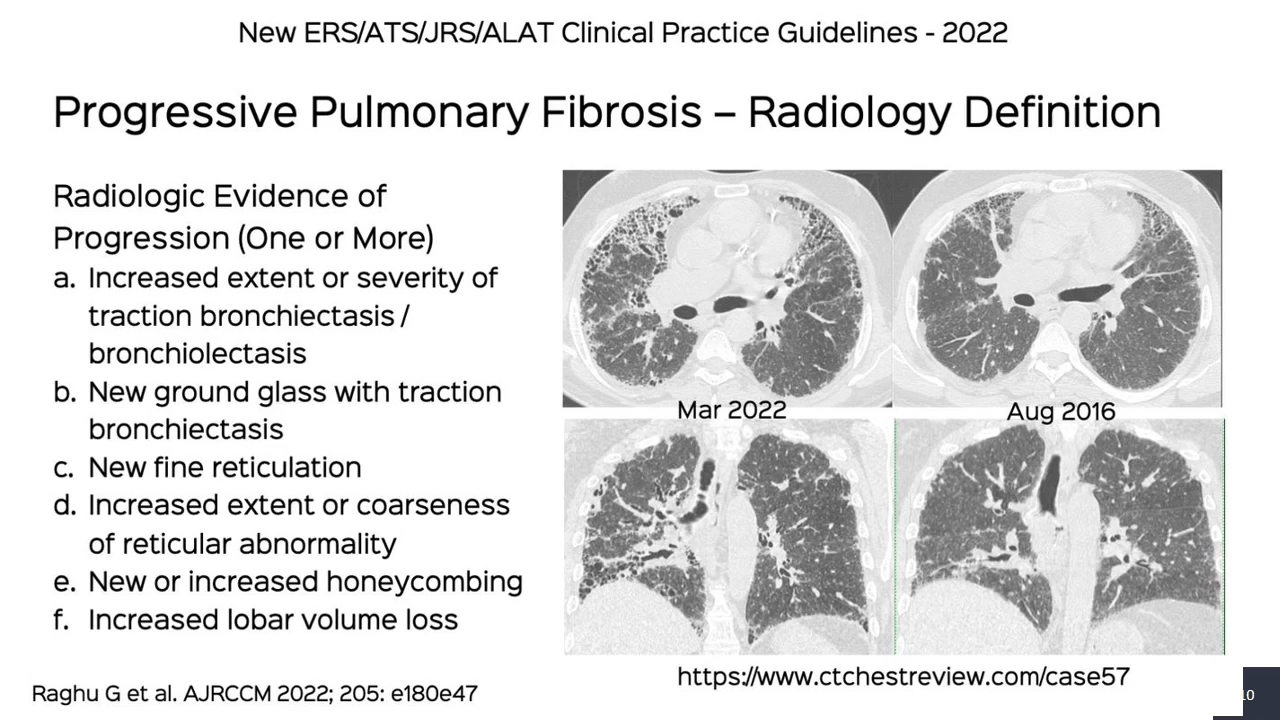 New ERS/ATS/JRS/ALAT Clinical Practice Guidelines - 2022
Progressive Pulmonary Fibrosis – Radiology Definition
Radiologic Evidence of
Progression (One or More)
a. Increased extent or severity of
traction bronchiectasis /
bronchiolectasis
b. New ground glass with traction
bronchiectasis
c. New fine reticulation
d. Increased extent or coarseness
of reticular abnormality
e. New or increased honeycombing
f. Increased lobar volume loss
Mar 2022
Aug 2016
https://www.ctchestreview.com/case57
Raghu G et al. AJRCCM 2022; 205: e180e47
10